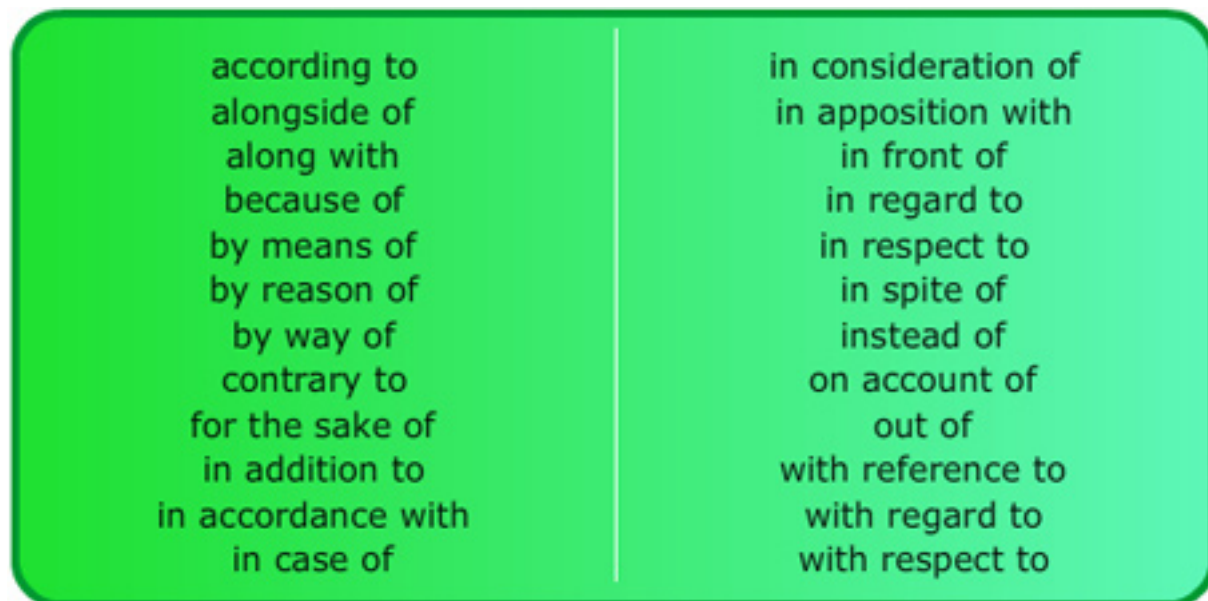 according to
alongside of
along with
because of
by means of
by reason of
by way of
contrary to
for the sake of
in addition to
in accordance with
in case of
in consideration of
in apposition with
in front of
in regard to
in respect to
in spite of
instead of
on account of
out of
with reference to
with regard to
with respect to